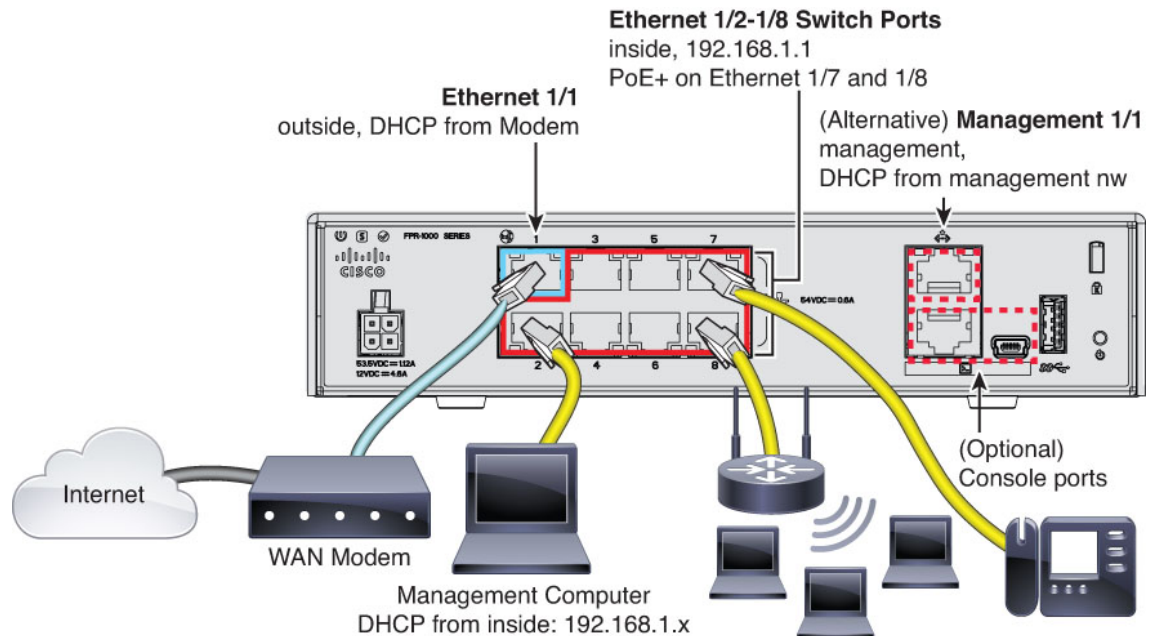 Ethernet 1/2-1/8 Switch Ports
inside, 192.168.1.1
PoE+ on Ethernet 1/7 and 1/8
Ethernet 1/1
outside, DHCP from Modem
(Alternative) Management 1/1
management,
DHCP from management nw
S
FPR-1000 SERIES
1
3
5
7
CISCO
54VDC⎓0.6A
53.5VDC⎓1.12A
12VDC⎓4.6A
2
4
6
8
Internet
WAN Modem
Management Computer
DHCP from inside: 192.168.1.x
(Optional)
Console ports